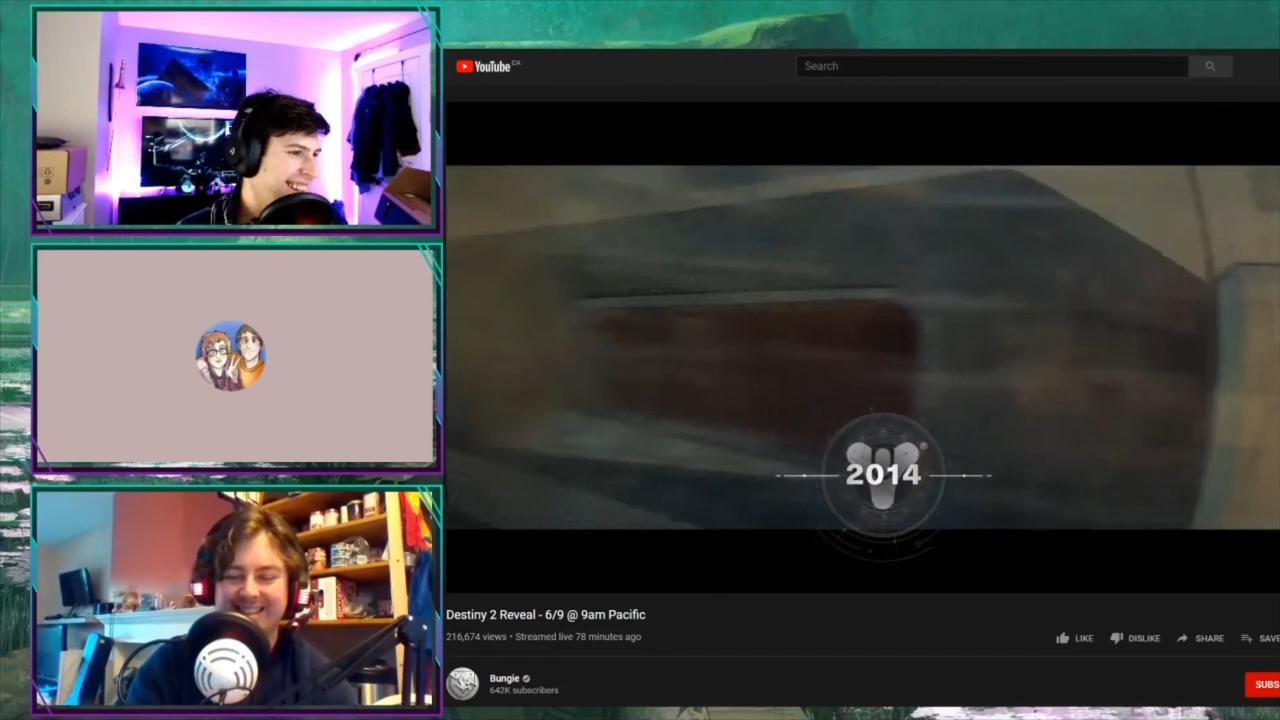 YouTube CA
Search
2014
Destiny 2 Reveal - 6/9 @ 9am Pacific
216,674 views • Streamed live 78 minutes ago
LIKE
DISLIKE
SHARE
SAVE
Bungie
642K subscribers
SUBS